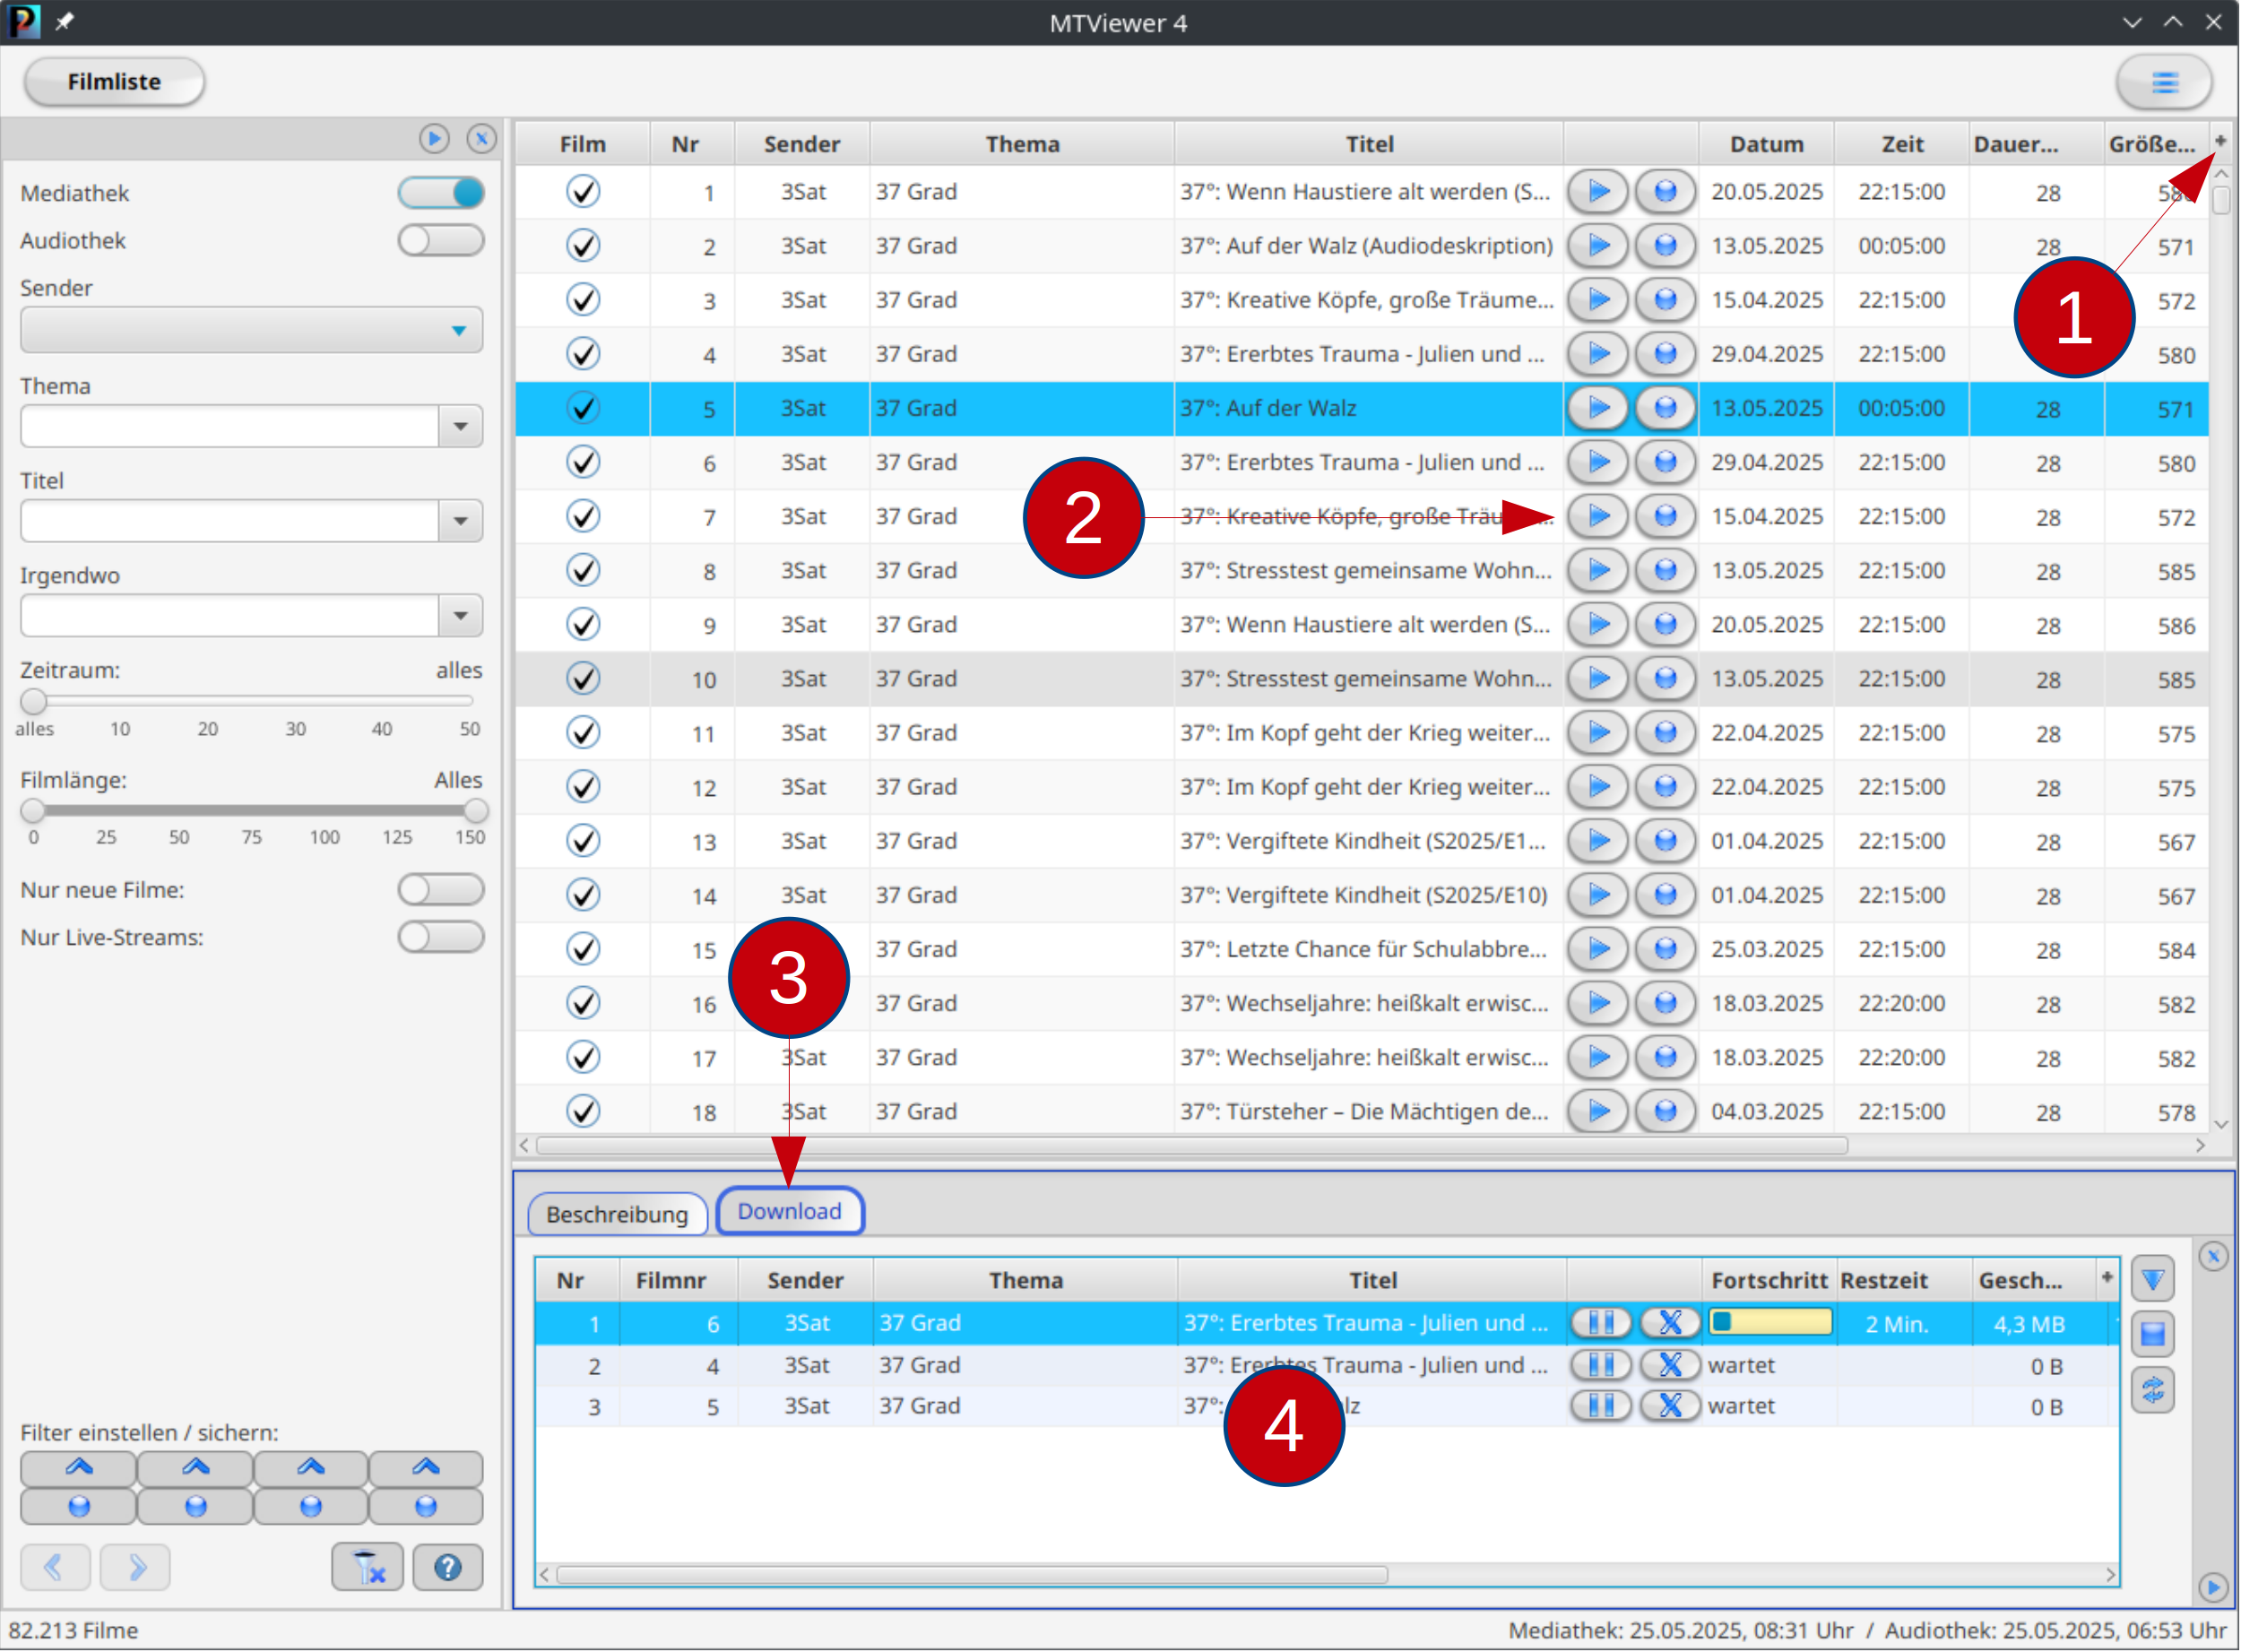 MTViewer 4
Filmliste
Mediathek
Audiothek
Sender
Thema
Titel
Irgendwo
Zeitraum: alles
alles 10 20 30 40 50
Filmlänge: Alles
0 25 50 75 100 125 150
Nur neue Filme:
Nur Live-Streams:
Filter einstellen / sichern:
Film Nr Sender Thema Titel Datum Zeit Dauer... Größe... +
1 3Sat 37 Grad 37°: Wenn Haustiere alt werden (S... 20.05.2025 22:15:00 28
2 3Sat 37 Grad 37°: Auf der Walz (Audiodeskription) 13.05.2025 00:05:00 28 571
3 3Sat 37 Grad 37°: Kreative Köpfe, große Träume... 15.04.2025 22:15:00 572
4 3Sat 37 Grad 37°: Ererbtes Trauma - Julien und ... 29.04.2025 22:15:00 580
1
5 3Sat 37 Grad 37°: Auf der Walz 13.05.2025 00:05:00 28 571
6 3Sat 37 Grad 37°: Ererbtes Trauma - Julien und ... 29.04.2025 22:15:00 28 580
2
7 3Sat 37 Grad 37°: Kreative Köpfe, große 15.04.2025 22:15:00 28 572
8 3Sat 37 Grad 37°: Stresstest gemeinsame Wohn... 13.05.2025 22:15:00 28 585
9 3Sat 37 Grad 37°: Wenn Haustiere alt werden (S... 20.05.2025 22:15:00 28 586
10 3Sat 37 Grad 37°: Stresstest gemeinsame Wohn... 13.05.2025 22:15:00 28 585
11 3Sat 37 Grad 37°: Im Kopf geht der Krieg weiter... 22.04.2025 22:15:00 28 575
12 3Sat 37 Grad 37°: Im Kopf geht der Krieg weiter... 22.04.2025 22:15:00 28 575
13 3Sat 37 Grad 37°: Vergiftete Kindheit (S2025/E1... 01.04.2025 22:15:00 28 567
14 3Sat 37 Grad 37°: Vergiftete Kindheit (S2025/E10) 01.04.2025 22:15:00 28 567
15 37 Grad 37°: Letzte Chance für Schulabbre... 25.03.2025 22:15:00 28 584
3
16 37 Grad 37°: Wechseljahre: heißkalt erwisc... 18.03.2025 22:20:00 28 582
17 3Sat 37 Grad 37°: Wechseljahre: heißkalt erwisc... 18.03.2025 22:20:00 28 582
18 3Sat 37 Grad 37°: Türsteher – Die Mächtigen de... 04.03.2025 22:15:00 28 578
Beschreibung Download
Nr Filmnr Sender Thema Titel Fortschritt Restzeit Gesch... +
1 6 3Sat 37 Grad 37°: Ererbtes Trauma - Julien und ... 2 Min. 4,3 MB
2 4 3Sat 37 Grad 37°: Ererbtes Trauma - Julien und ... wartet 0 B
3 5 3Sat 37 Grad 37°: wartet 0 B
4
82.213 Filme
Mediathek: 25.05.2025, 08:31 Uhr / Audiothek: 25.05.2025, 06:53 Uhr